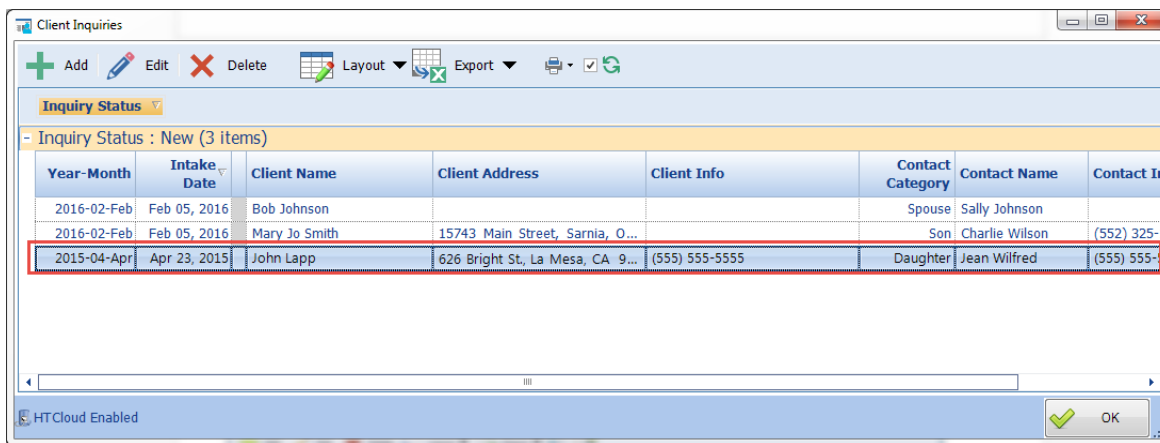 Client Inquiries
Add Edit Delete Layout Export
Inquiry Status
Inquiry Status : New (3 items)
Year-Month Intake Date Client Name Client Address Client Info Contact Category Contact Name Contact
2016-02-Feb Feb 05, 2016 Bob Johnson Spouse Sally Johnson
2016-02-Feb Feb 05, 2016 Mary Jo Smith 15743 Main Street, Sarnia, O... Son Charlie Wilson (552) 325-
2015-04-Apr Apr 23, 2015 John Lapp 626 Bright St., La Mesa, CA 9... (555) 555-5555 Daughter Jean Wilfred (555) 555-
HTCloud Enabled OK